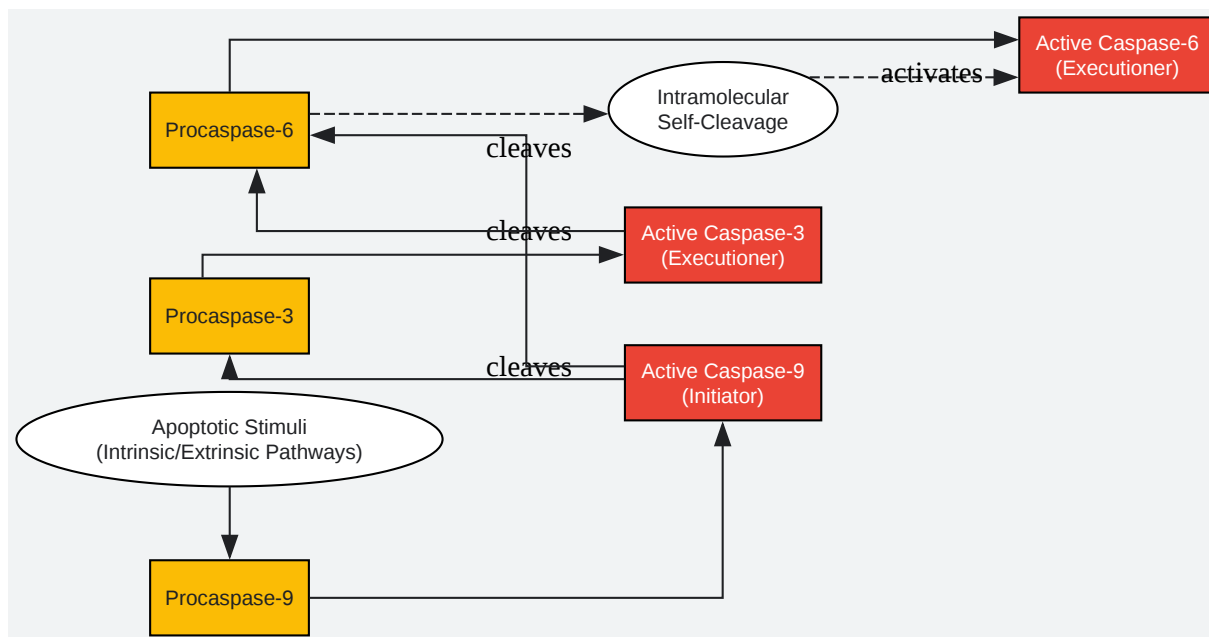 Active Caspase-6
(Executioner)
activates
Intramolecular
Self-Cleavage
Procaspase-6
cleaves
cleaves
Active Caspase-3
(Executioner)
Procaspase-3
cleaves
Active Caspase-9
(Initiator)
Apoptotic Stimuli
(Intrinsic/Extrinsic Pathways)
Procaspase-9